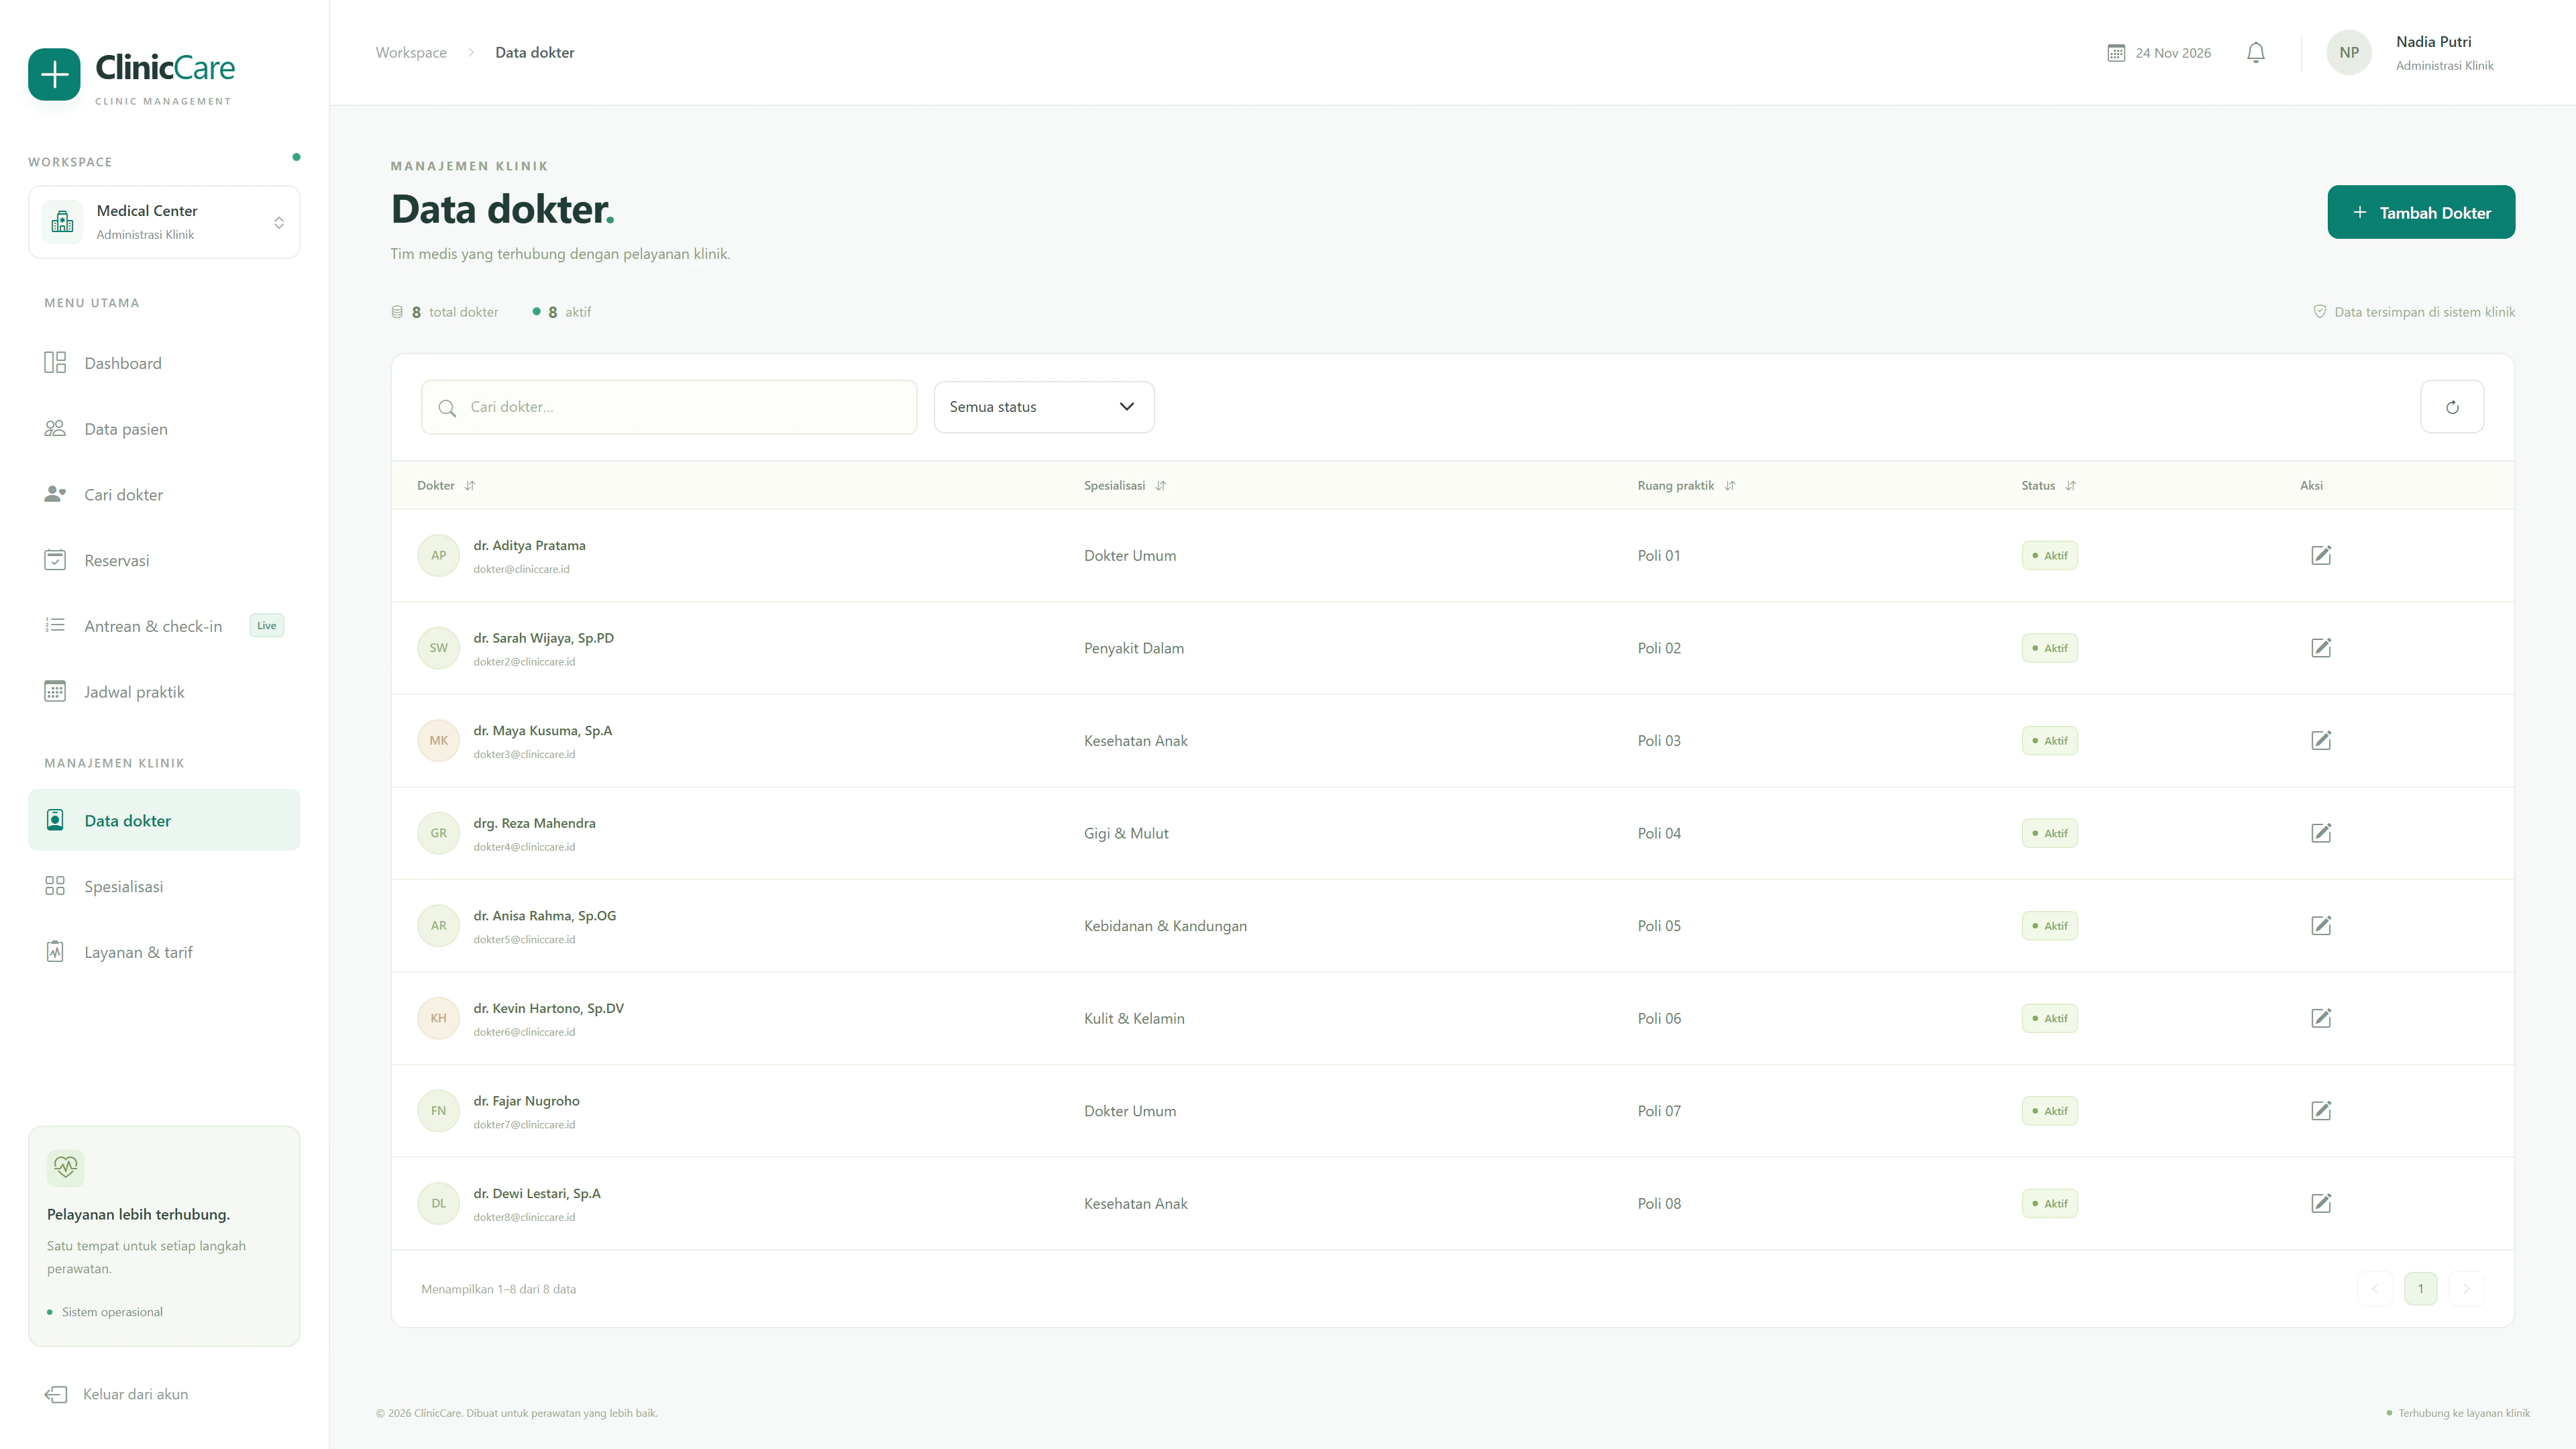 ClinicCare
CLINIC MANAGEMENT
WORKSPACE
Medical Center
Administrasi Klinik
MENU UTAMA
Dashboard
Data pasien
Cari dokter
Reservasi
Antrean & check-in Live
Jadwal praktik
MANAJEMEN KLINIK
Data dokter
Spesialisasi
Layanan & tarif
Pelayanan lebih terhubung.
Satu tempat untuk setiap langkah
perawatan.
Sistem operasional
Keluar dari akun
Workspace Data dokter
24 Nov 2026
NP
Nadia Putri
Administrasi Klinik
MANAJEMEN KLINIK
Data dokter.
Tim medis yang terhubung dengan pelayanan klinik.
Tambah Dokter
8 total dokter 8 aktif
Data tersimpan di sistem klinik
Cari dokter...
Semua status
Dokter Spesialisasi Ruang praktik Status Aksi
AP dr. Aditya Pratama
dokter@cliniccare.id
Dokter Umum Poli 01 Aktif
SW dr. Sarah Wijaya, Sp.PD
dokter2@cliniccare.id
Penyakit Dalam Poli 02 Aktif
MK dr. Maya Kusuma, Sp.A
dokter3@cliniccare.id
Kesehatan Anak Poli 03 Aktif
GR drg. Reza Mahendra
dokter4@cliniccare.id
Gigi & Mulut Poli 04 Aktif
AR dr. Anisa Rahma, Sp.OG
dokter5@cliniccare.id
Kebidanan & Kandungan Poli 05 Aktif
KH dr. Kevin Hartono, Sp.DV
dokter6@cliniccare.id
Kulit & Kelamin Poli 06 Aktif
FN dr. Fajar Nugroho
dokter7@cliniccare.id
Dokter Umum Poli 07 Aktif
DL dr. Dewi Lestari, Sp.A
dokter8@cliniccare.id
Kesehatan Anak Poli 08 Aktif
Menampilkan 1–8 dari 8 data
1
© 2026 ClinicCare. Dibuat untuk perawatan yang lebih baik.
Terhubung ke layanan klinik